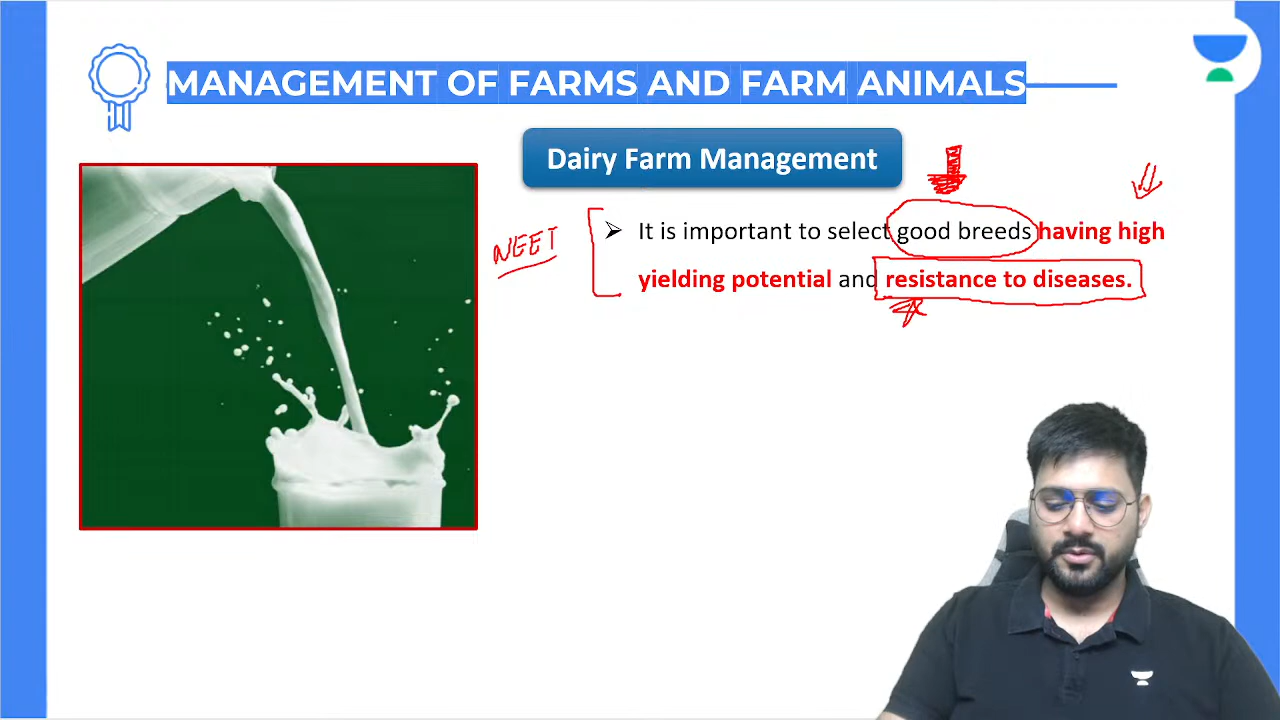 MANAGEMENT OF FARMS AND FARM ANIMALS
Dairy Farm Management
NEET
➢ It is important to select good breeds having high
yielding potential and resistance to diseases.